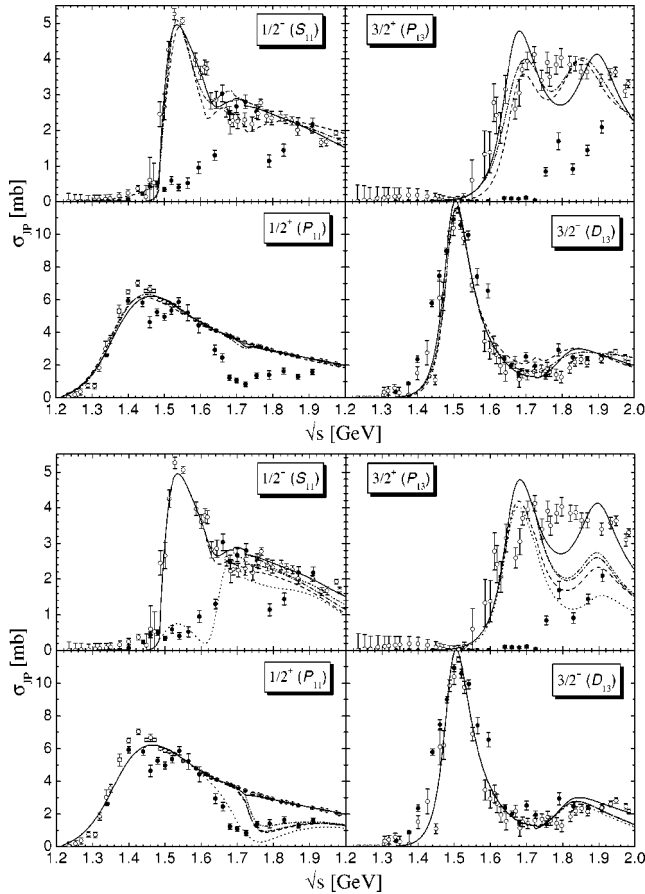 1/2⁻ (S₁₁)
3/2⁺ (P₁₃)
5
4
3
2
1
0
σ_JP [mb]
1/2⁺ (P₁₁)
3/2⁻ (D₁₃)
10
8
6
4
2
0
1.2 1.3 1.4 1.5 1.6 1.7 1.8 1.9 1.2 1.3 1.4 1.5 1.6 1.7 1.8 1.9 2.0
√s [GeV] √s [GeV]
1/2⁻ (S₁₁)
3/2⁺ (P₁₃)
5
4
3
2
1
0
σ_JP [mb]
1/2⁺ (P₁₁)
3/2⁻ (D₁₃)
10
8
6
4
2
0
1.2 1.3 1.4 1.5 1.6 1.7 1.8 1.9 1.2 1.3 1.4 1.5 1.6 1.7 1.8 1.9 2.0
√s [GeV] √s [GeV]